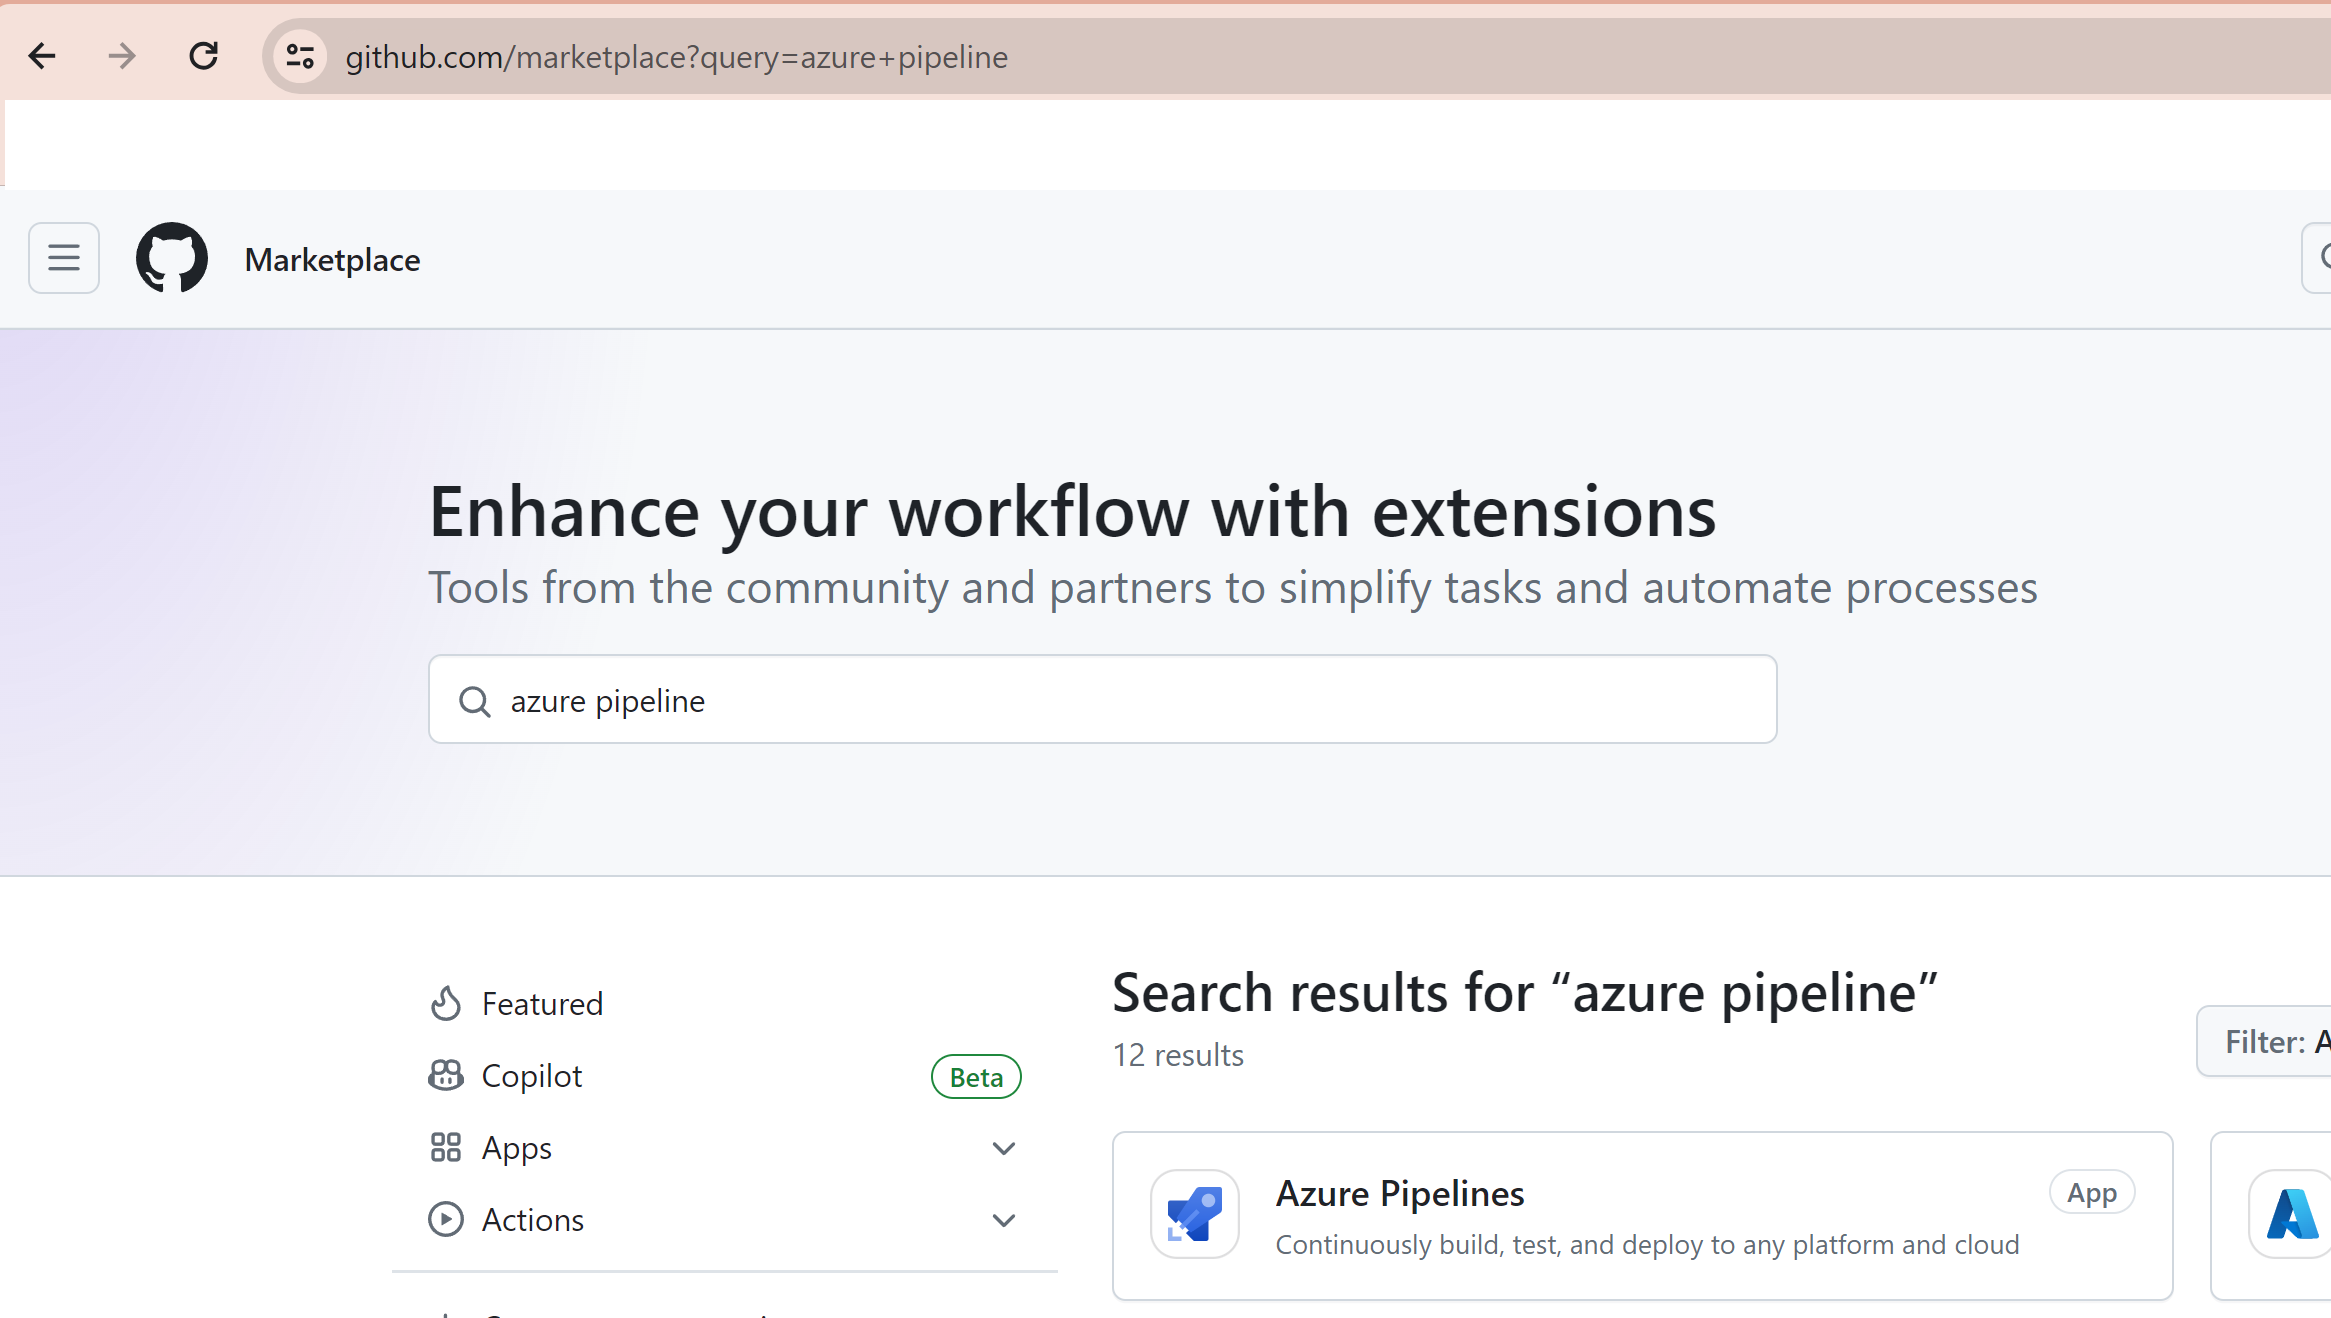 github.com/marketplace?query=azure+pipeline
Marketplace
Enhance your workflow with extensions
Tools from the community and partners to simplify tasks and automate processes
azure pipeline
Featured
Copilot
Beta
Apps
Actions
Search results for “azure pipeline”
12 results
Filter: A
Azure Pipelines
App
Continuously build, test, and deploy to any platform and cloud